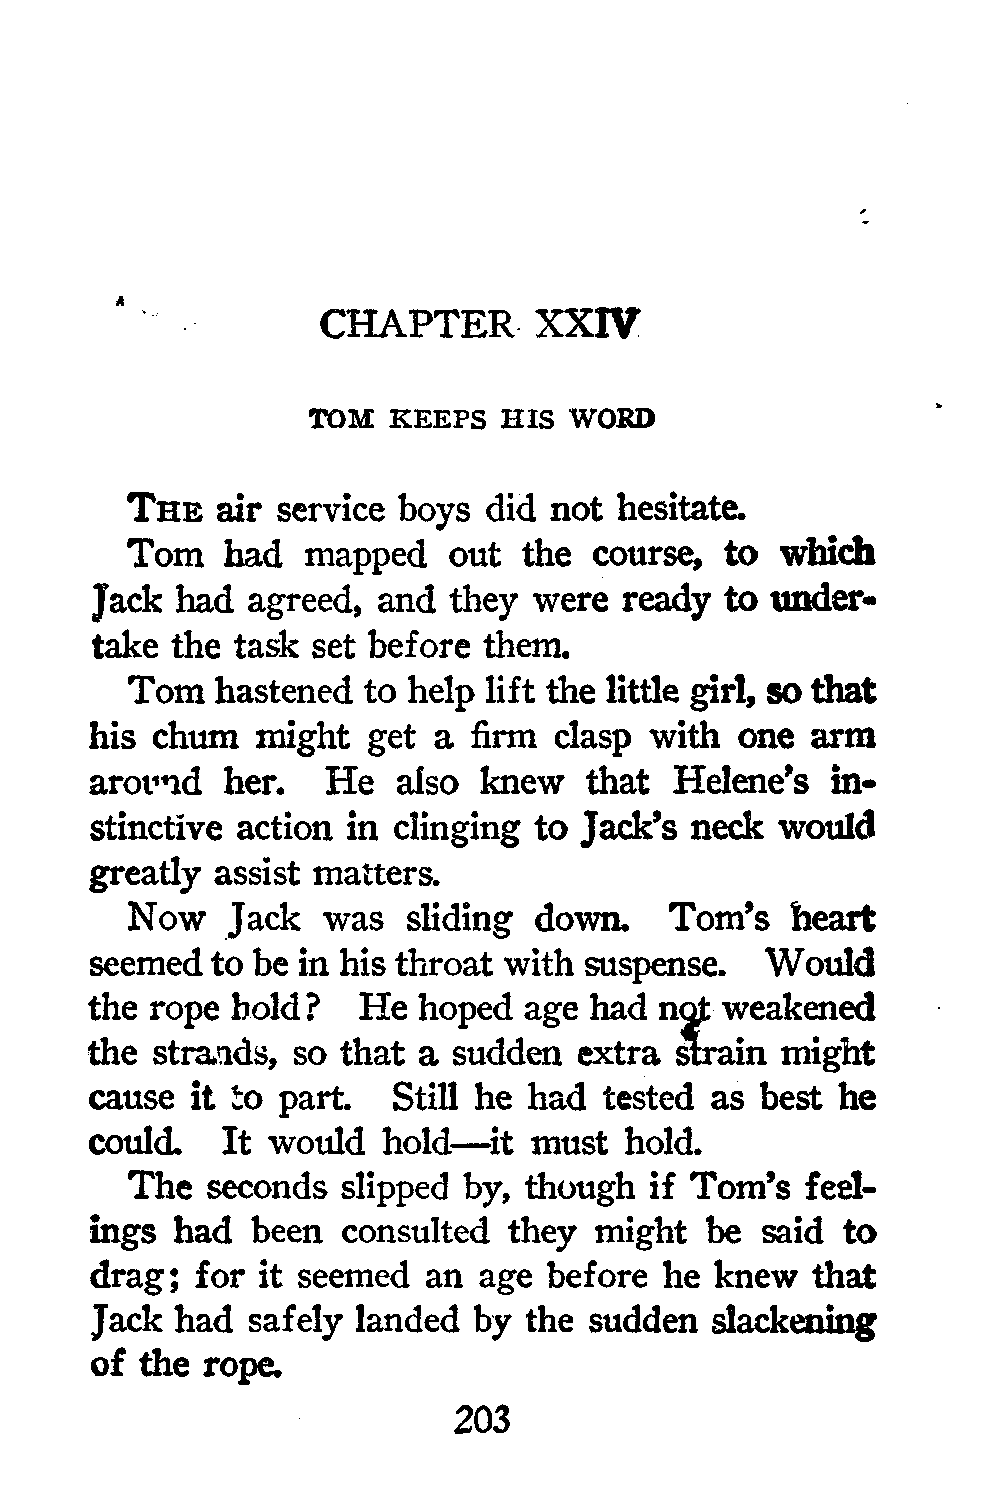 CHAPTER XXIV
TOM KEEPS HIS WORD
THE air service boys did not hesitate.
Tom had mapped out the course, to which
Jack had agreed, and they were ready to under-
take the task set before them.
Tom hastened to help lift the little girl, so that
his chum might get a firm clasp with one arm
around her. He also knew that Helene's in-
stinctive action in clinging to Jack's neck would
greatly assist matters.
Now Jack was sliding down. Tom's heart
seemed to be in his throat with suspense. Would
the rope hold? He hoped age had not weakened
the strands, so that a sudden extra strain might
cause it to part. Still he had tested as best he
could. It would hold—it must hold.
The seconds slipped by, though if Tom's feel-
ings had been consulted they might be said to
drag; for it seemed an age before he knew that
Jack had safely landed by the sudden slackening
of the rope.
203